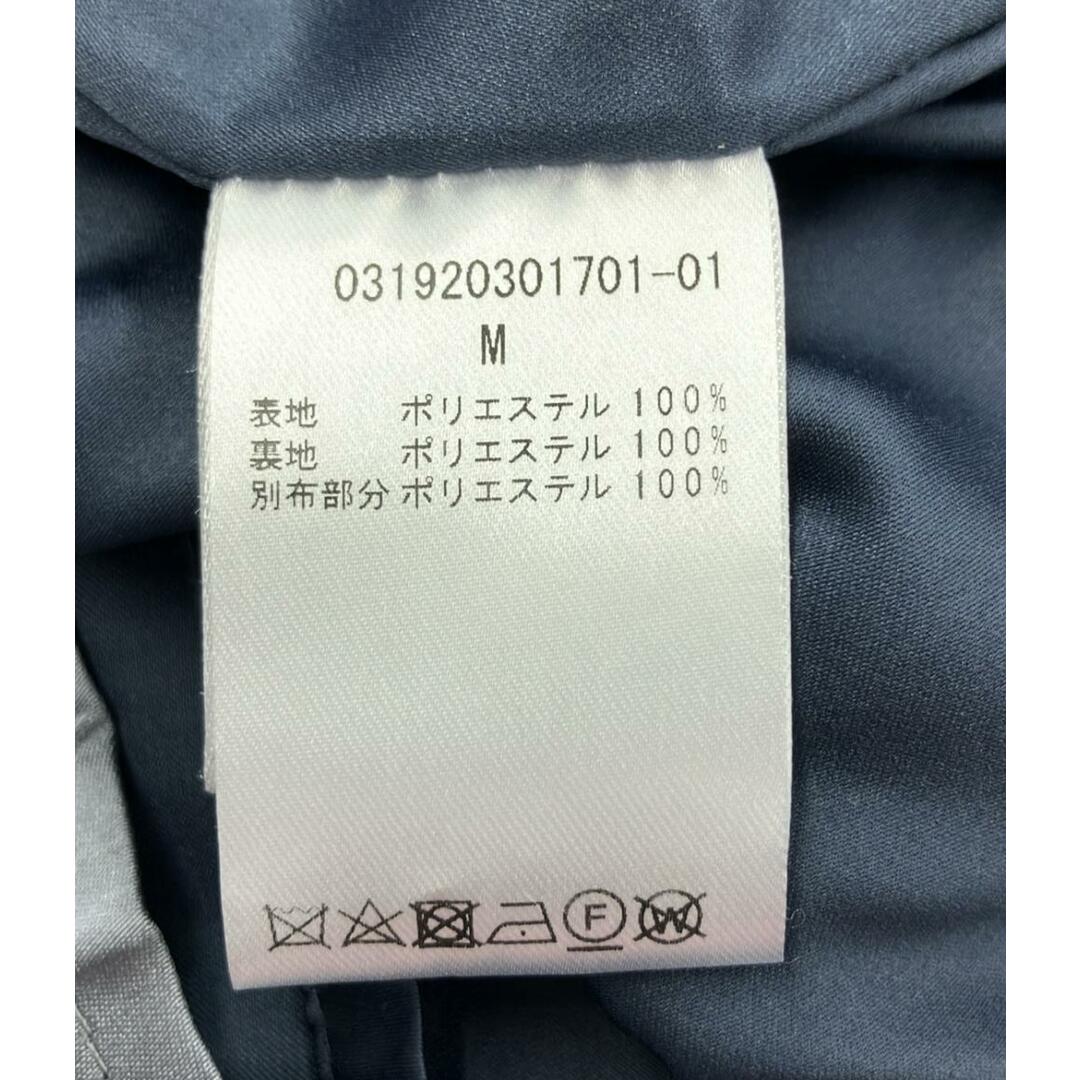 031920301701-01
M
表地 ポリエステル 100%
裏地 ポリエステル 100%
別布部分 ポリエステル 100%
F W